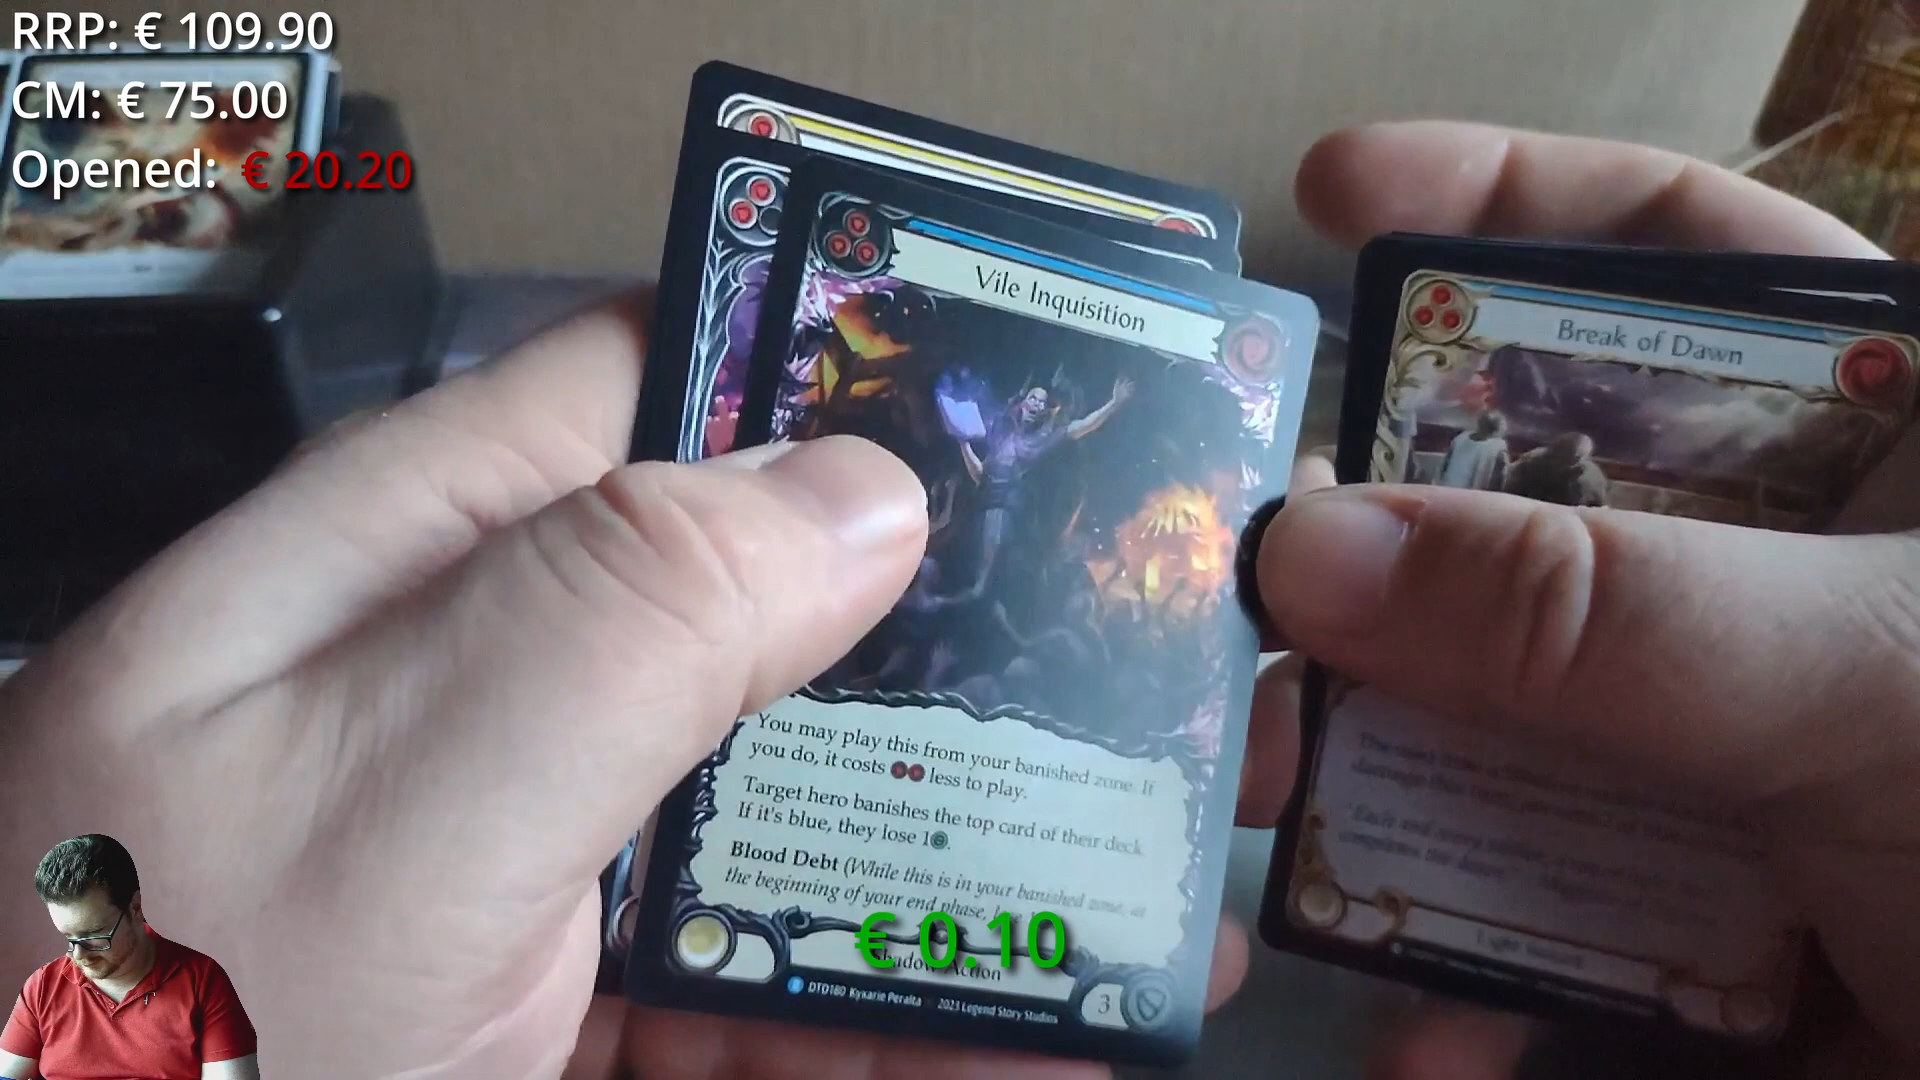 RRP: € 109.90
CM: € 75.00
Opened: € 20.20
Vile Inquisition
You may play this from your banished zone. If
you do, it costs less to play.
Target hero banishes the top card of their deck
If it's blue, they lose 1
Blood Debt (While this is in your banished zone, at
the beginning of your end phase,
€ 0.10
Shadow Action
DTD180 Kyxarie Peralta 2023 Legend Story Studios
3
Break of Dawn